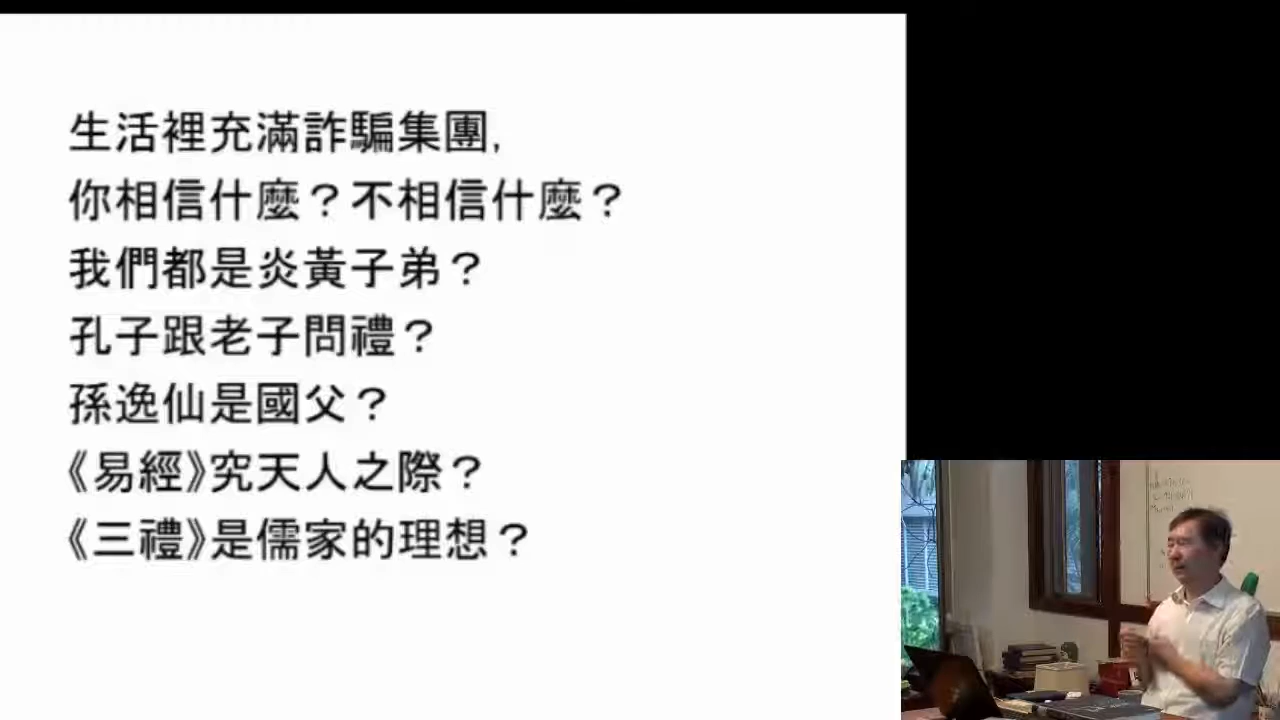 生活裡充滿詐騙集團,
你相信什麼？不相信什麼？
我們都是炎黃子弟？
孔子跟老子問禮？
孫逸仙是國父？
《易經》究天人之際？
《三禮》是儒家的理想？